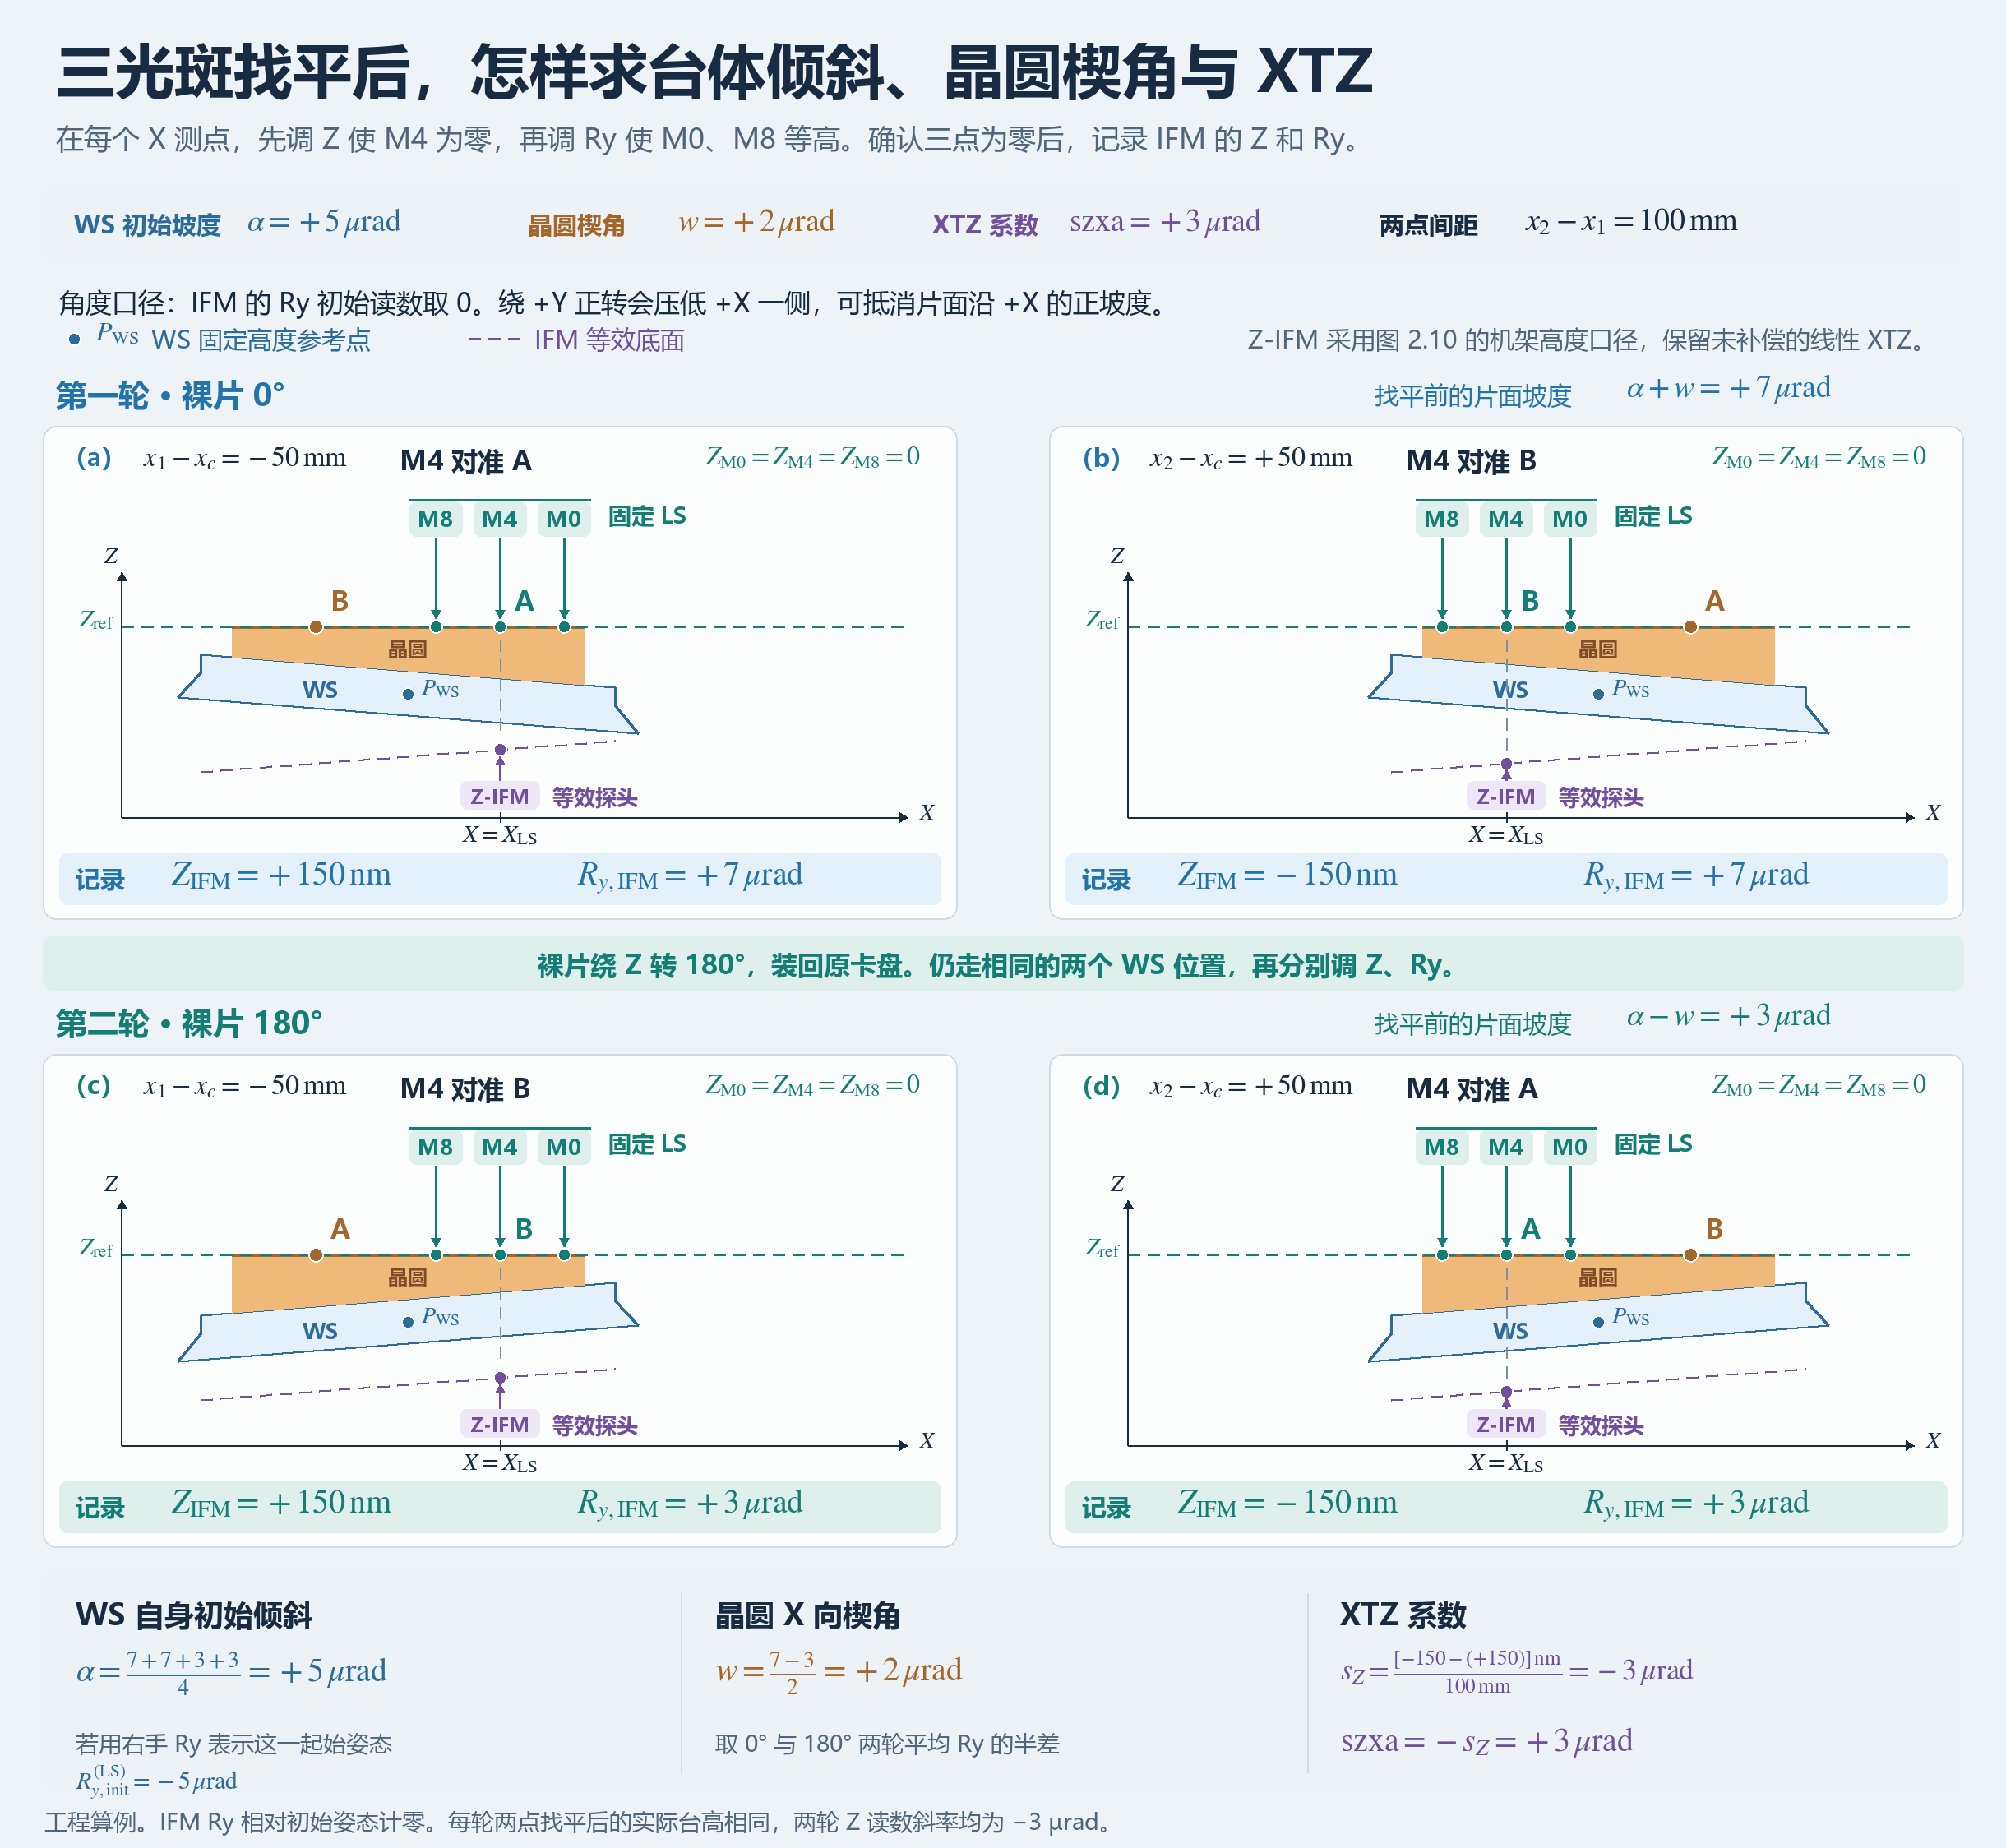 三光斑找平后，怎样求台体倾斜、晶圆楔角与 XTZ
在每个 X 测点，先调 Z 使 M4 为零，再调 Ry 使 M0、M8 等高。确认三点为零后，记录 IFM 的 Z 和 Ry。
WS 初始坡度 α = +5 μrad 晶圆楔角 w = +2 μrad XTZ 系数 szxa = +3 μrad 两点间距 x₂ − x₁ = 100 mm
角度口径：IFM 的 Ry 初始读数取 0。绕 +Y 正转会压低 +X 一侧，可抵消片面沿 +X 的正坡度。
P_WS WS 固定高度参考点 IFM 等效底面 Z-IFM 采用图 2.10 的机架高度口径，保留未补偿的线性 XTZ。
第一轮 • 裸片 0° 找平前的片面坡度 α + w = +7 μrad
(a) x₁ − x_c = −50 mm M4 对准 A Z_M0 = Z_M4 = Z_M8 = 0
M8 M4 M0 固定 LS
Z
B A
Z_ref
晶圆
WS P_WS
Z-IFM 等效探头
X
X = X_LS
记录 Z_IFM = +150 nm R_y,IFM = +7 μrad
(b) x₂ − x_c = +50 mm M4 对准 B Z_M0 = Z_M4 = Z_M8 = 0
M8 M4 M0 固定 LS
Z
B A
Z_ref
晶圆
WS P_WS
Z-IFM 等效探头
X
X = X_LS
记录 Z_IFM = −150 nm R_y,IFM = +7 μrad
裸片绕 Z 转 180°，装回原卡盘。仍走相同的两个 WS 位置，再分别调 Z、Ry。
第二轮 • 裸片 180° 找平前的片面坡度 α − w = +3 μrad
(c) x₁ − x_c = −50 mm M4 对准 B Z_M0 = Z_M4 = Z_M8 = 0
M8 M4 M0 固定 LS
Z
A B
Z_ref
晶圆
WS P_WS
Z-IFM 等效探头
X
X = X_LS
记录 Z_IFM = +150 nm R_y,IFM = +3 μrad
(d) x₂ − x_c = +50 mm M4 对准 A Z_M0 = Z_M4 = Z_M8 = 0
M8 M4 M0 固定 LS
Z
A B
Z_ref
晶圆
WS P_WS
Z-IFM 等效探头
X
X = X_LS
记录 Z_IFM = −150 nm R_y,IFM = +3 μrad
WS 自身初始倾斜
α = (7+7+3+3)/4 = +5 μrad
若用右手 Ry 表示这一起始姿态
R_y,init^(LS) = −5 μrad
晶圆 X 向楔角
w = (7−3)/2 = +2 μrad
取 0° 与 180° 两轮平均 Ry 的半差
XTZ 系数
s_Z = [−150−(+150)] nm / 100 mm = −3 μrad
szxa = −s_Z = +3 μrad
工程算例。IFM Ry 相对初始姿态计零。每轮两点找平后的实际台高相同，两轮 Z 读数斜率均为 −3 μrad。